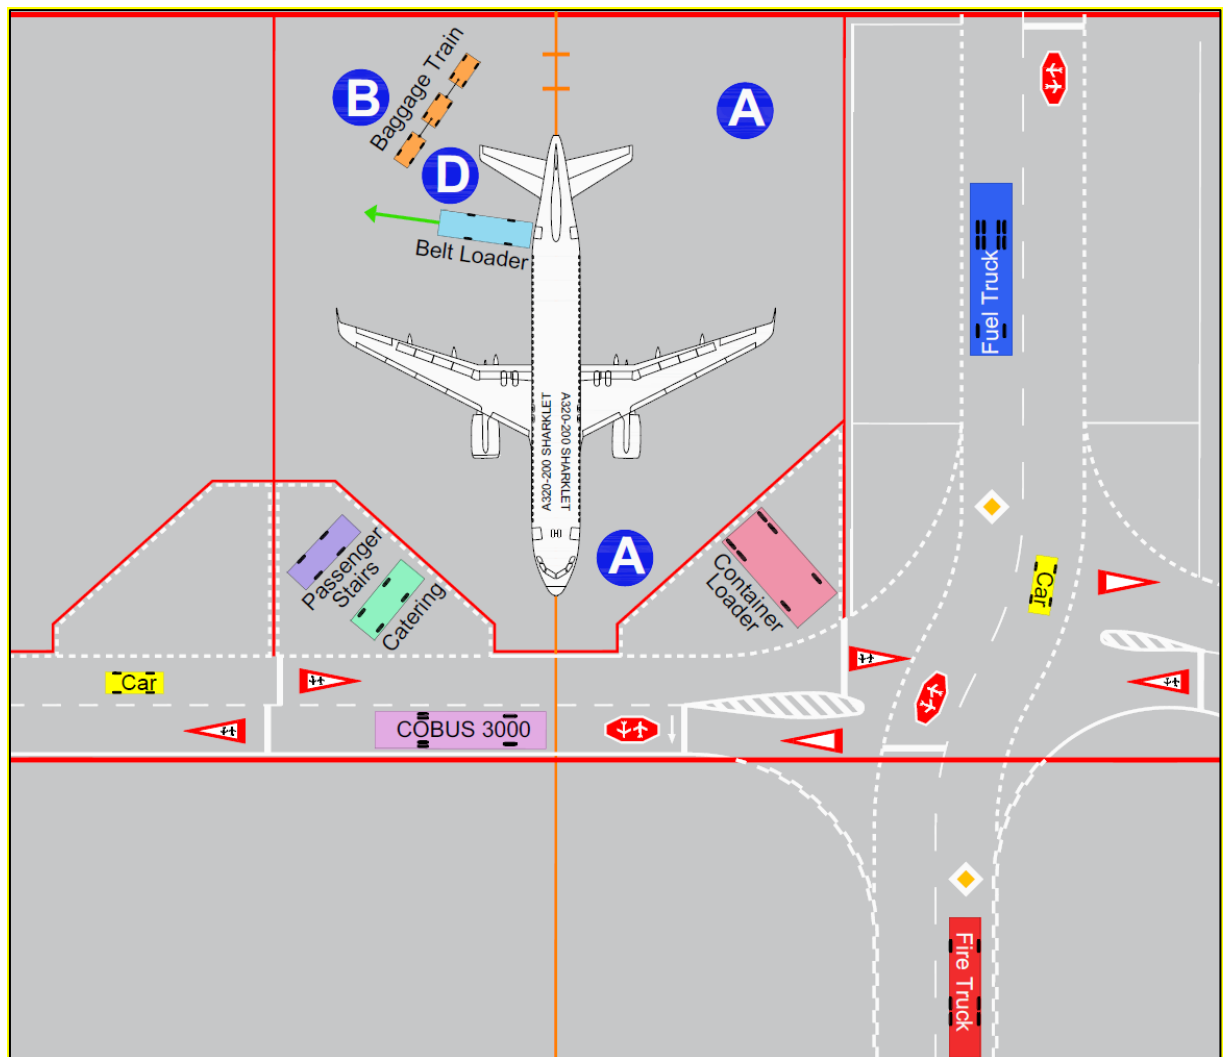 Baggage Train
B
A
D
Belt Loader
Fuel Truck
A320-200 SHARKLET
A320-200 SHARKLET
A
Passenger
Stairs
Catering
Container
Loader
Car
Car
COBUS 3000
Fire Truck